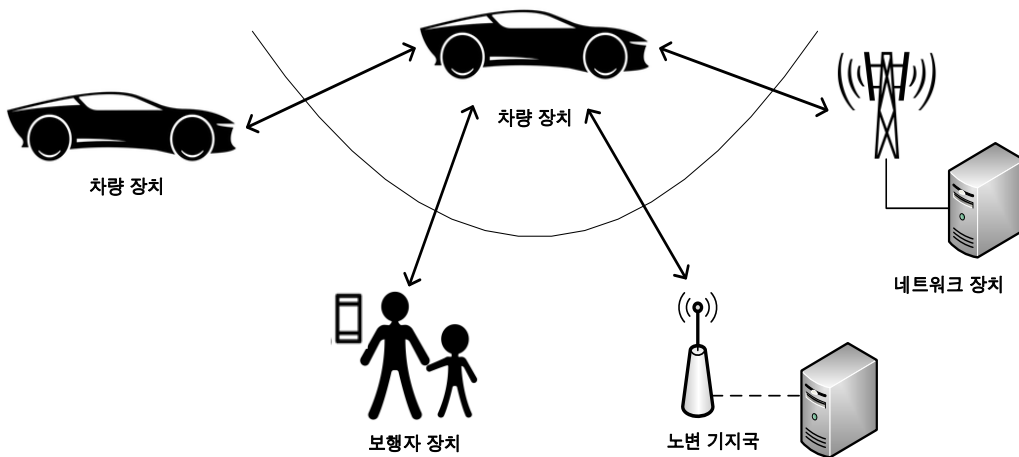 차량 장치
차량 장치
네트워크 장치
보행자 장치
노변 기지국